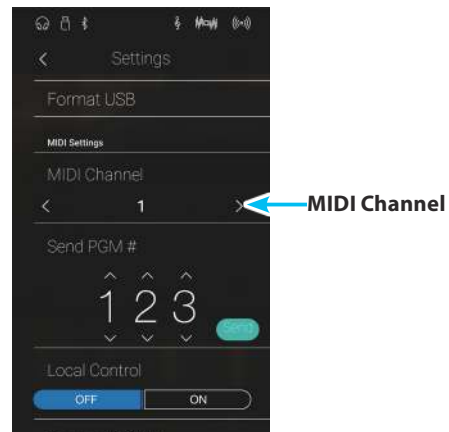 Settings
Format USB
MIDI Settings
MIDI Channel
1
MIDI Channel
Send PGM #
1 2 3
Send
Local Control
OFF ON